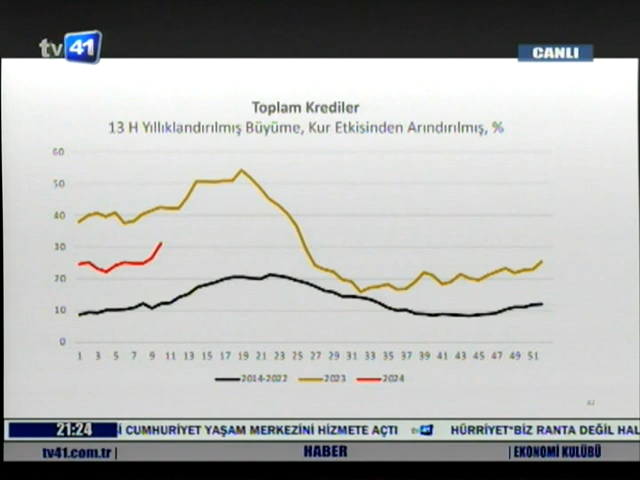 tv 41
CANLI
Toplam Krediler
13 H Yıllıklandırılmış Büyüme, Kur Etkisinden Arındırılmış, %
60
50
40
30
20
10
0
1 3 5 7 9 11 13 15 17 19 21 23 25 27 29 31 33 35 37 39 41 43 45 47 49 51
2014-2022 2023 2024
21:24 İ CUMHURİYET YAŞAM MERKEZİNİ HİZMETE AÇTI tv41 HÜRRİYET"BİZ RANTA DEĞİL HAL
tv41.com.tr HABER EKONOMİ KULÜBÜ